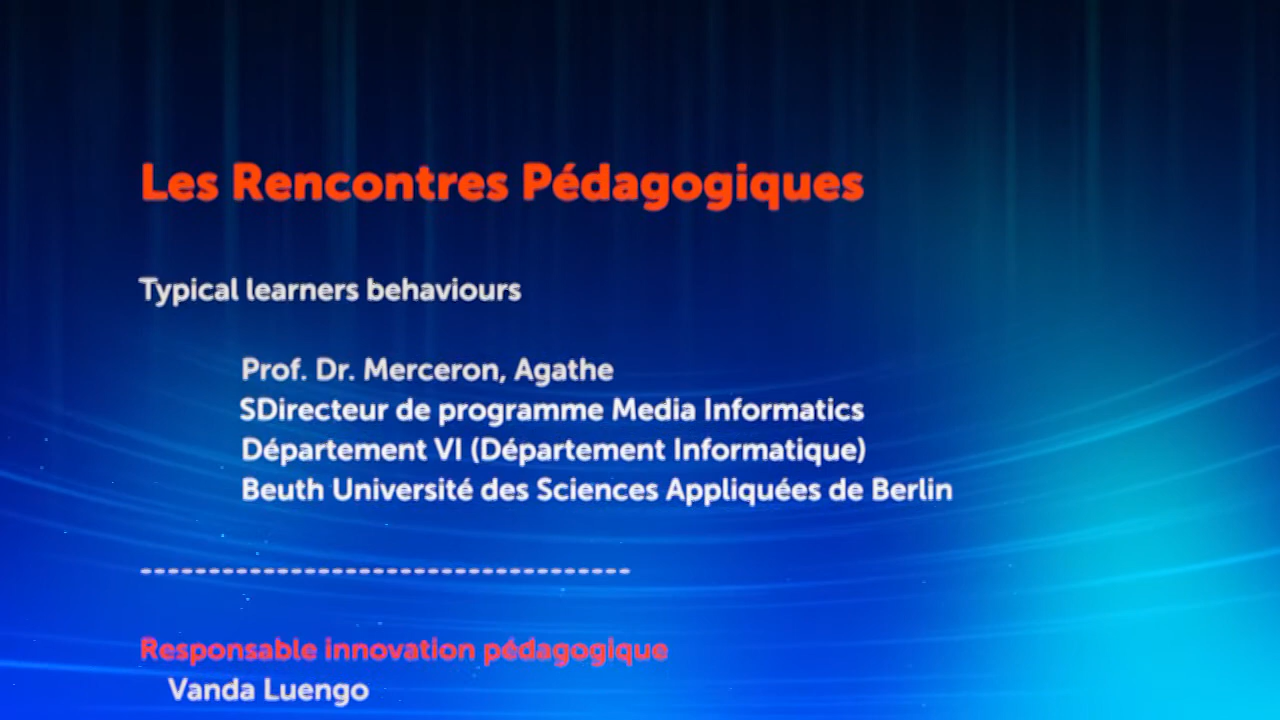 Les Rencontres Pédagogiques
Typical learners behaviours
Prof. Dr. Merceron, Agathe
SDirecteur de programme Media Informatics
Département VI (Département Informatique)
Beuth Université des Sciences Appliquées de Berlin
------------------------------------
Responsable innovation pédagogique
Vanda Luengo